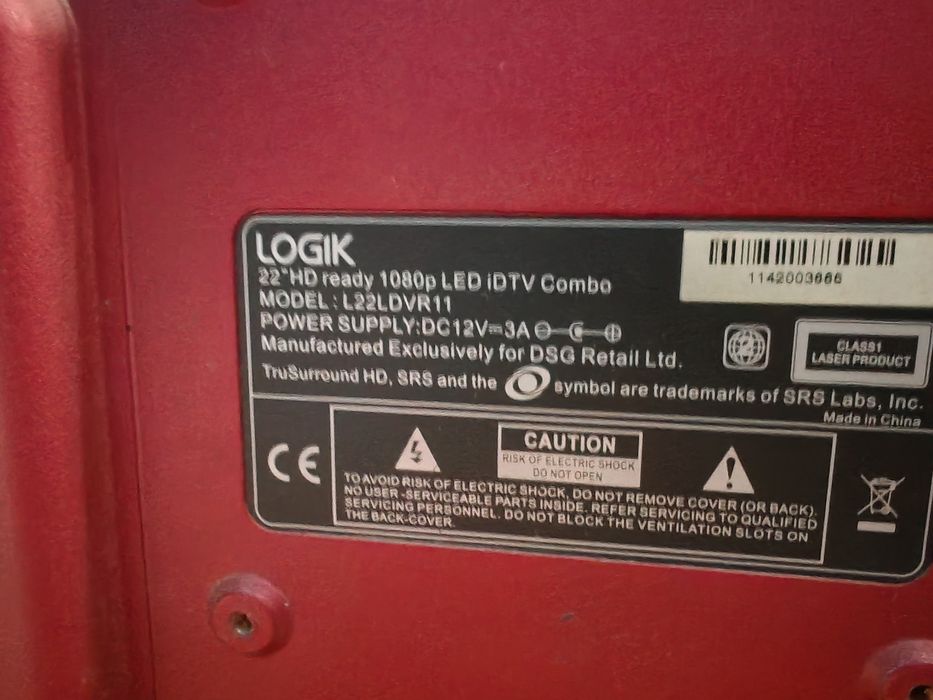 LOGIK
22"HD ready 1080p LED iDTV Combo
MODEL : L22LDVR11
POWER SUPPLY:DC12V⎓3A
Manufactured Exclusively for DSG Retail Ltd.
TruSurround HD, SRS and the symbol are trademarks of SRS Labs, Inc.
Made in China
1142003666
2
CLASS1
LASER PRODUCT
CE
CAUTION
RISK OF ELECTRIC SHOCK
DO NOT OPEN
TO AVOID RISK OF ELECTRIC SHOCK, DO NOT REMOVE COVER (OR BACK).
NO USER -SERVICEABLE PARTS INSIDE. REFER SERVICING TO QUALIFIED
SERVICING PERSONNEL. DO NOT BLOCK THE VENTILATION SLOTS ON
THE BACK-COVER.